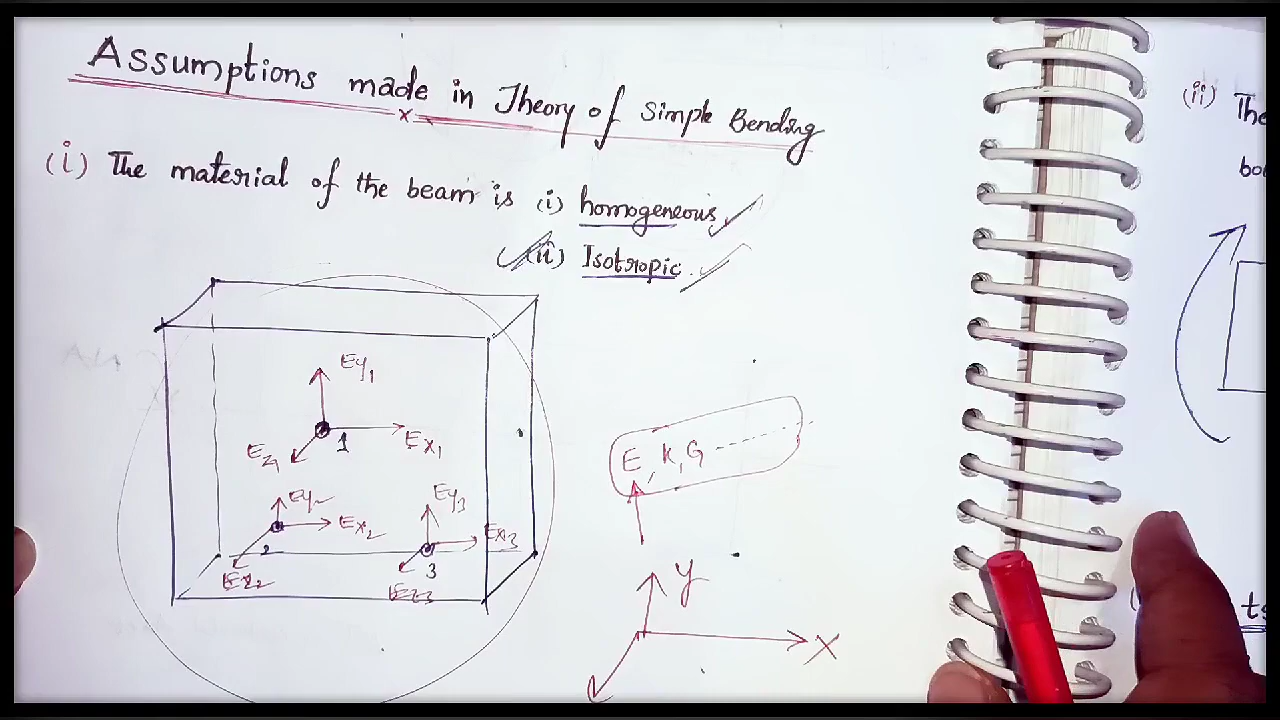 Assumptions made in Theory of Simple Bending
(i) The material of the beam is (i) homogeneous
(ii) Isotropic
Ey1
1
Ex1
Ez1
Ey2
Ex2
2
Ez2
Ey3
Ex3
3
Ez3
E, K, G
y
x
(ii) The